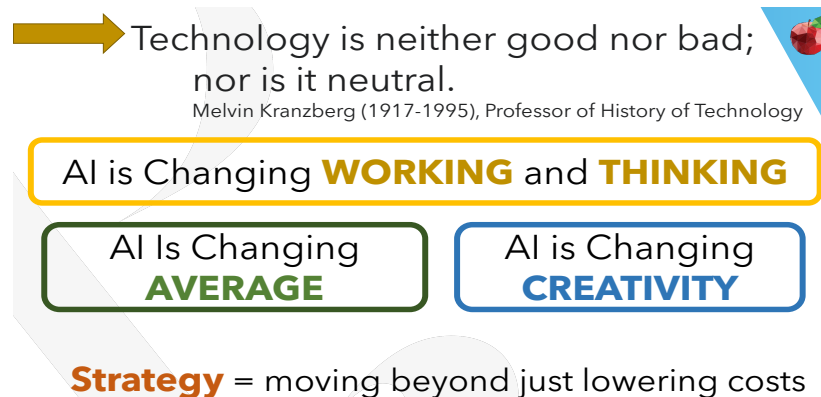 Technology is neither good nor bad;
nor is it neutral.
Melvin Kranzberg (1917-1995), Professor of History of Technology
AI is Changing WORKING and THINKING
AI Is Changing
AVERAGE
AI is Changing
CREATIVITY
Strategy = moving beyond just lowering costs